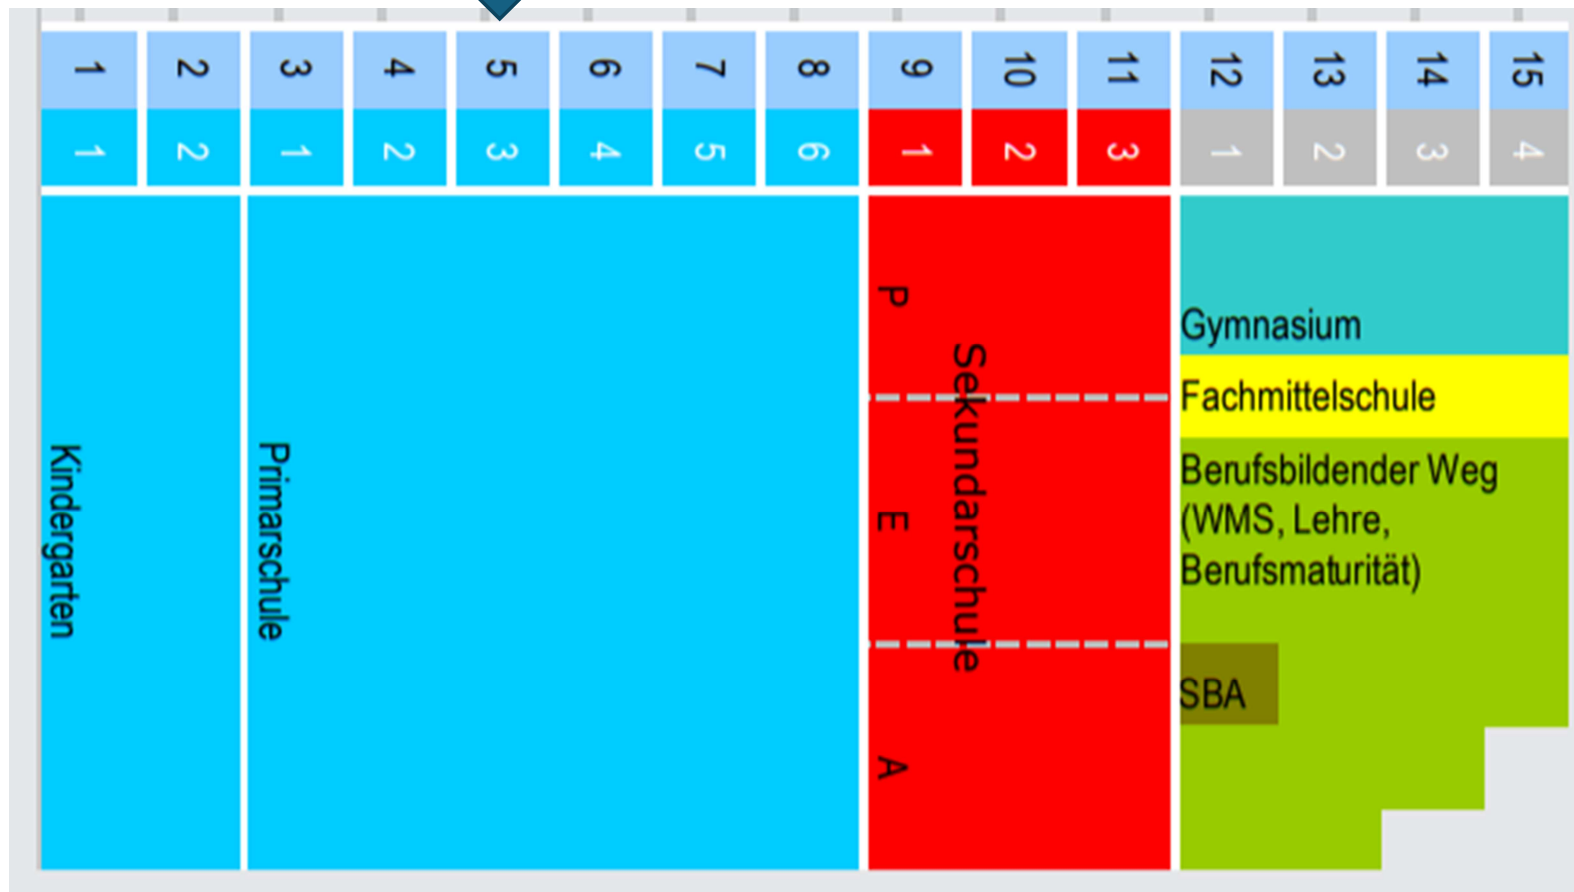 1 2 3 4 5 6 7 8 9 10 11 12 13 14 15
1 2 1 2 3 4 5 6 1 2 3 1 2 3 4
Kindergarten
Primarschule
P
E
A
Sekundarschule
Gymnasium
Fachmittelschule
Berufsbildender Weg
(WMS, Lehre,
Berufsmaturität)
SBA